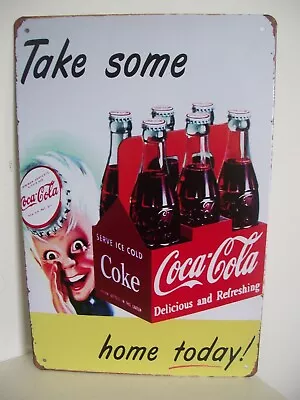 Take some
Coca-Cola
SERVE ICE COLD
Coke
Coca-Cola
Delicious and Refreshing
home today!